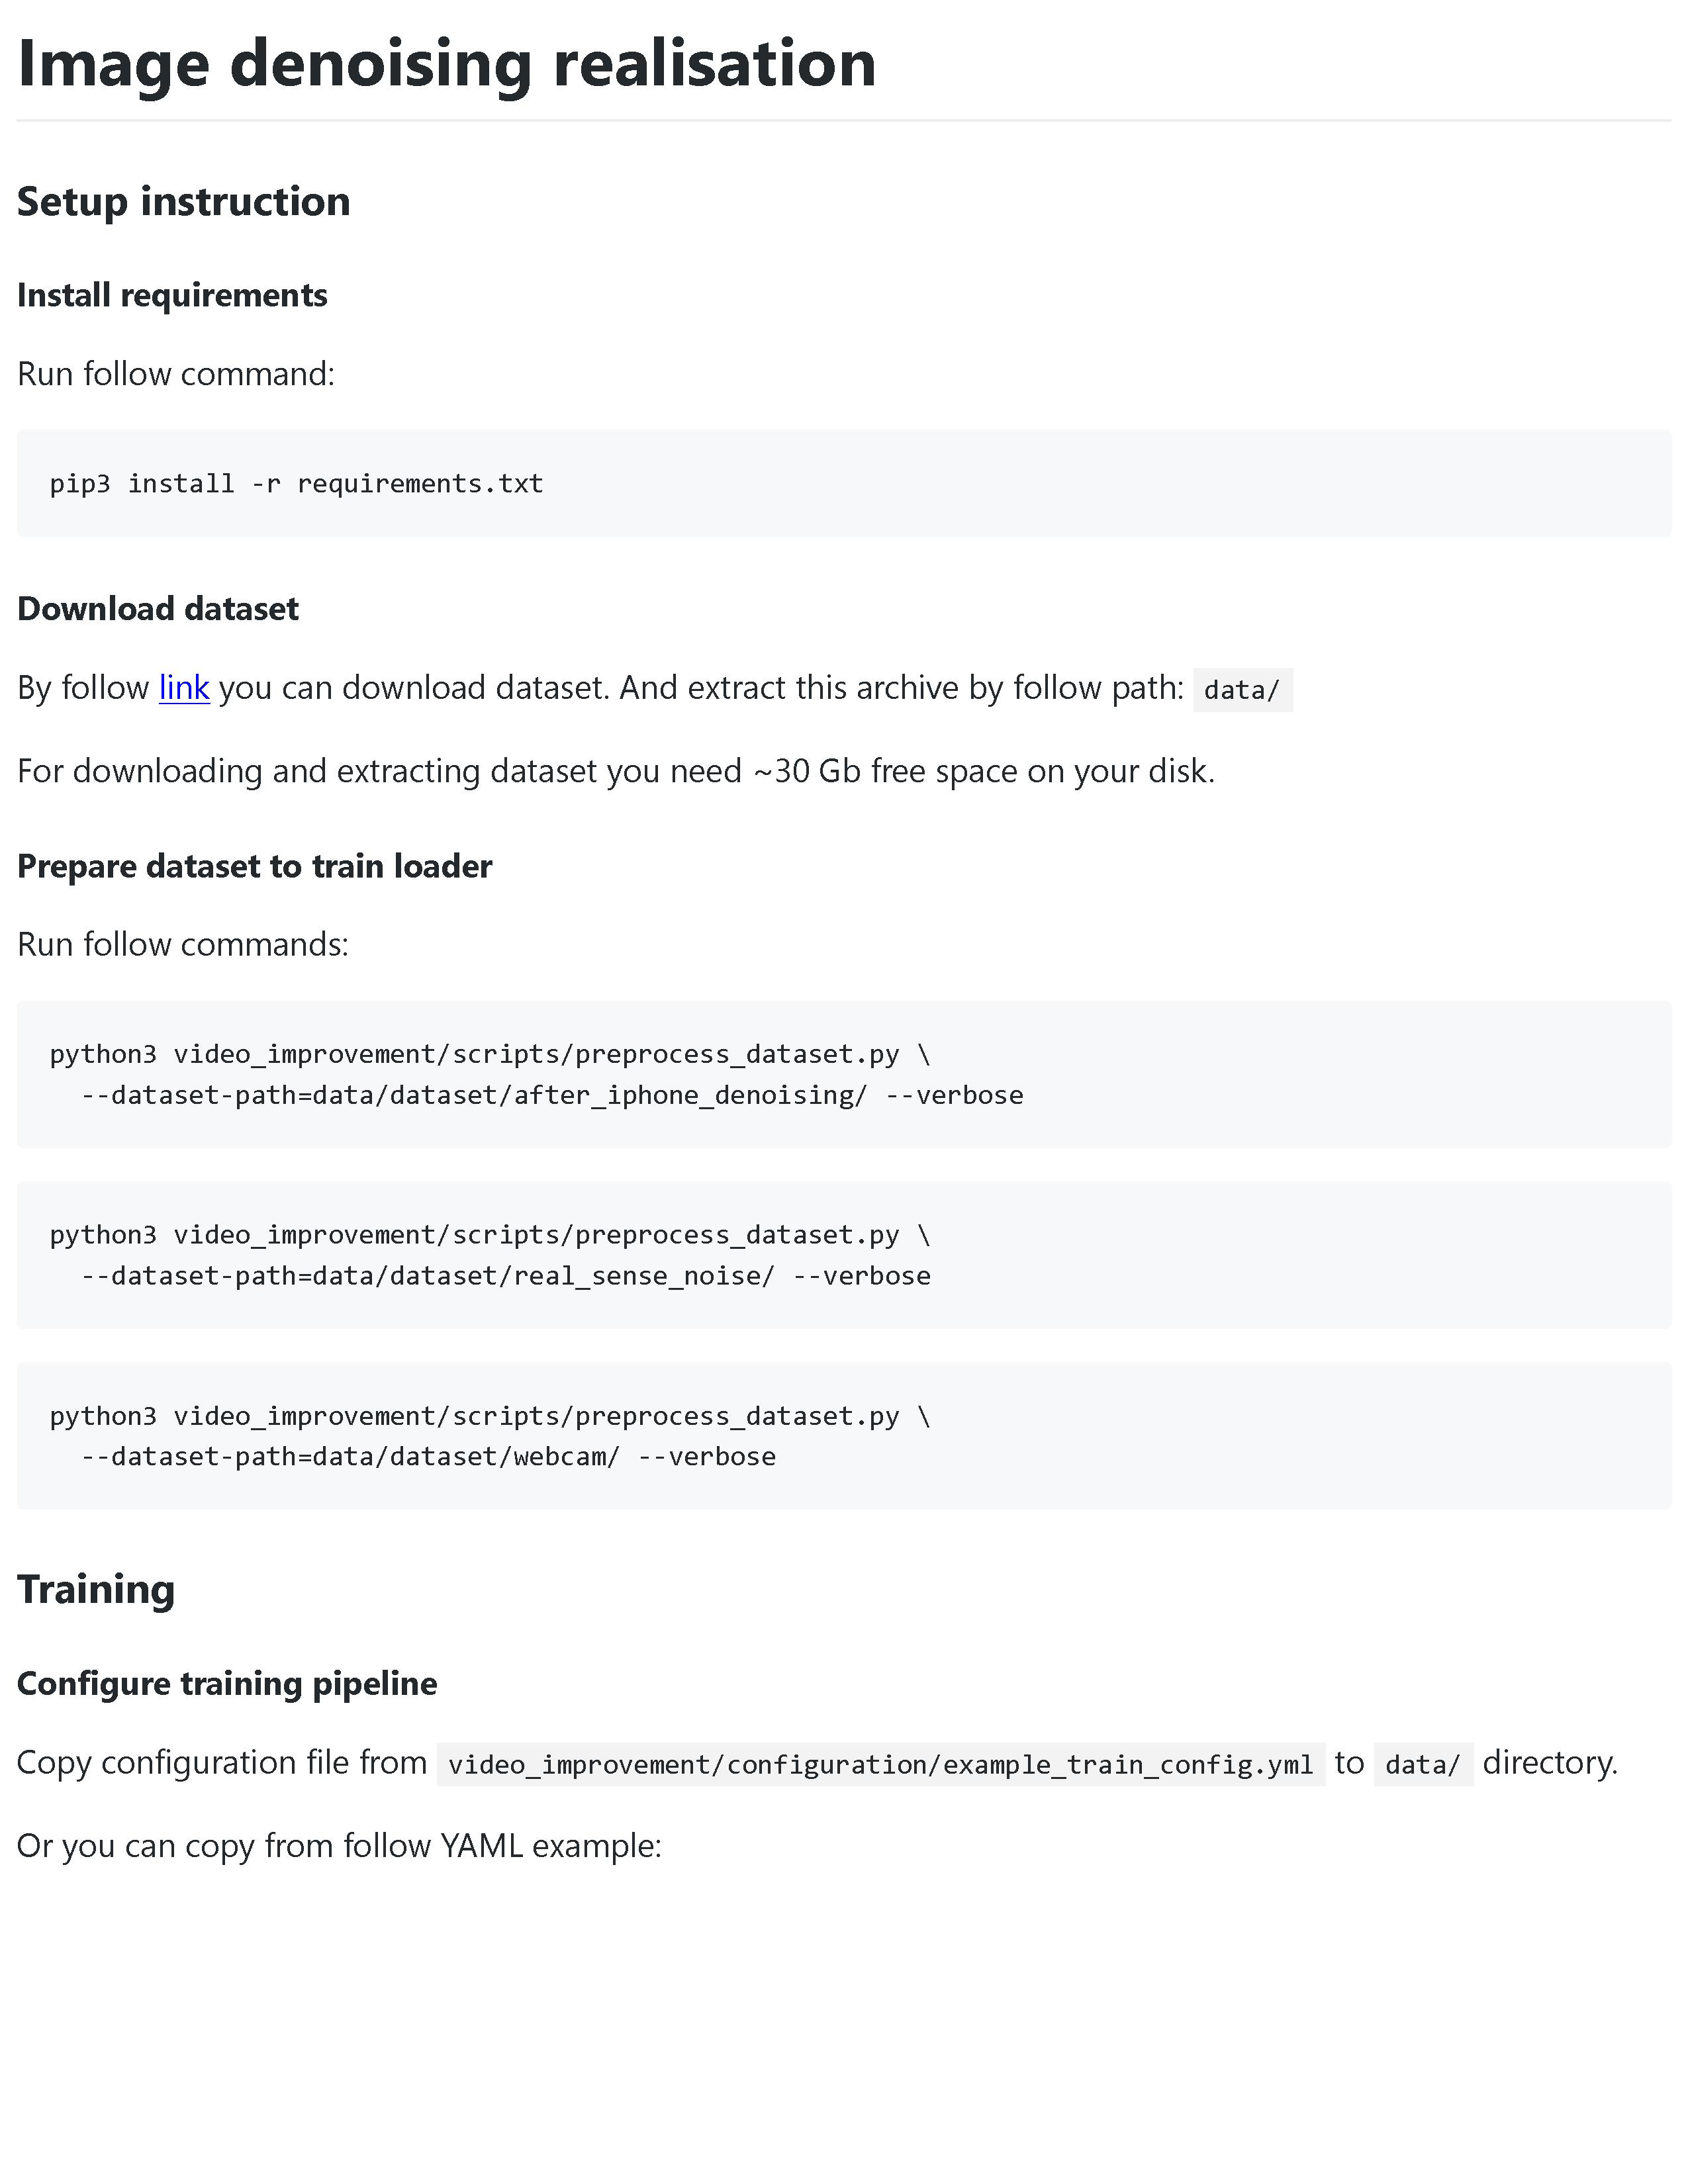 Image denoising realisation
Setup instruction
Install requirements
Run follow command:
pip3 install -r requirements.txt
Download dataset
By follow link you can download dataset. And extract this archive by follow path: data/
For downloading and extracting dataset you need ~30 Gb free space on your disk.
Prepare dataset to train loader
Run follow commands:
python3 video_improvement/scripts/preprocess_dataset.py \
  --dataset-path=data/dataset/after_iphone_denoising/ --verbose
python3 video_improvement/scripts/preprocess_dataset.py \
  --dataset-path=data/dataset/real_sense_noise/ --verbose
python3 video_improvement/scripts/preprocess_dataset.py \
  --dataset-path=data/dataset/webcam/ --verbose
Training
Configure training pipeline
Copy configuration file from video_improvement/configuration/example_train_config.yml to data/ directory.
Or you can copy from follow YAML example: